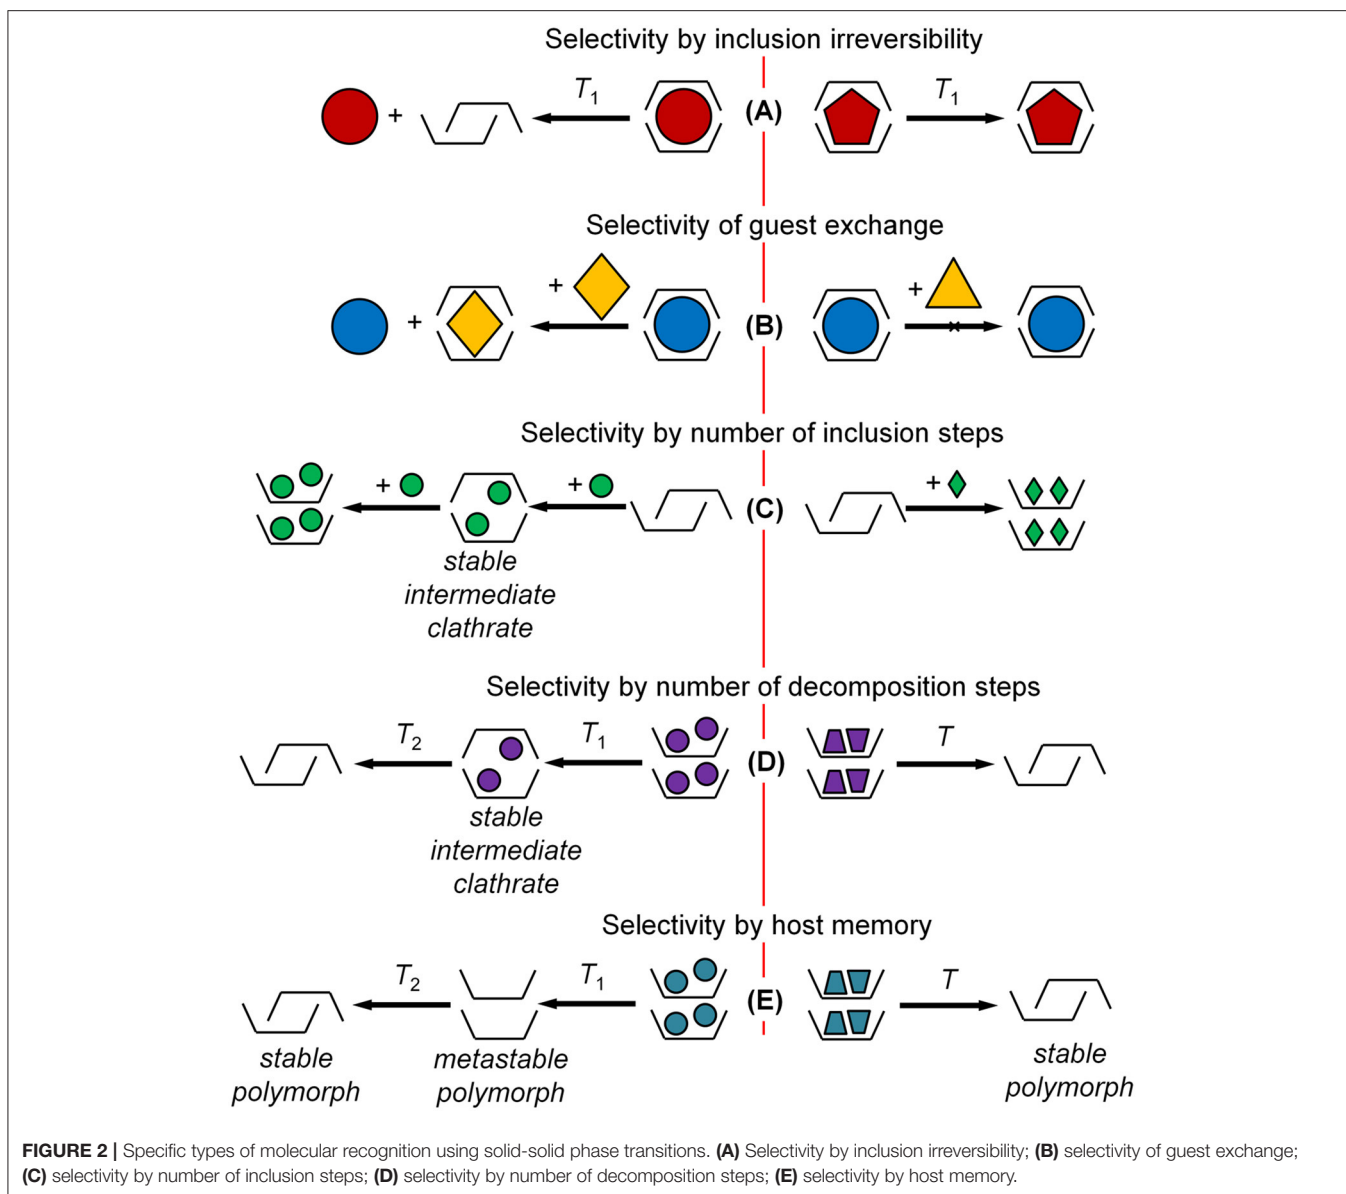 Selectivity by inclusion irreversibility
+ T1 (A) T1
Selectivity of guest exchange
+ + (B) +
Selectivity by number of inclusion steps
+ + (C) +
stable
intermediate
clathrate
Selectivity by number of decomposition steps
T2 T1 (D) T
stable
intermediate
clathrate
Selectivity by host memory
T2 T1 (E) T
stable
polymorph
metastable
polymorph
stable
polymorph
FIGURE 2 | Specific types of molecular recognition using solid-solid phase transitions. (A) Selectivity by inclusion irreversibility; (B) selectivity of guest exchange;
(C) selectivity by number of inclusion steps; (D) selectivity by number of decomposition steps; (E) selectivity by host memory.